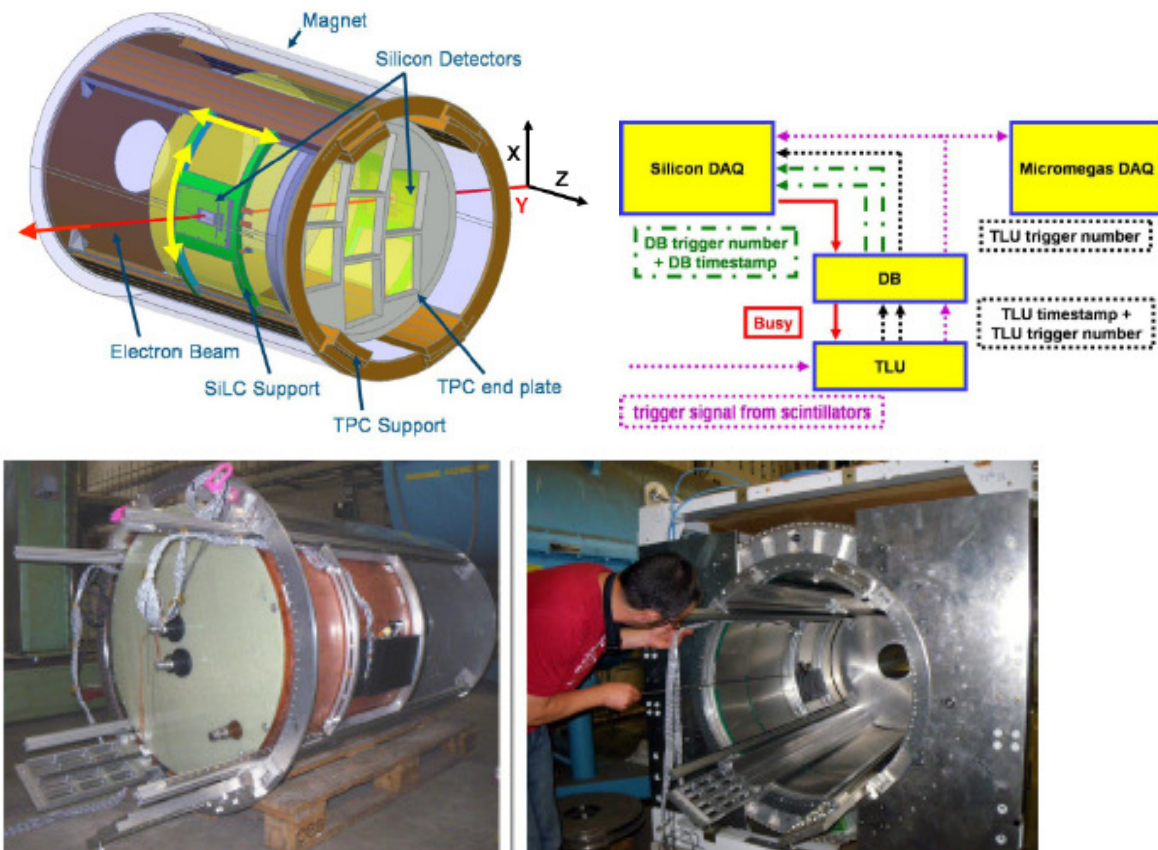 Magnet
Silicon Detectors
X
Z
Y
Electron Beam
SiLC Support
TPC Support
TPC end plate
Silicon DAQ
Micromegas DAQ
DB trigger number
+ DB timestamp
TLU trigger number
DB
Busy
TLU timestamp +
TLU trigger number
TLU
trigger signal from scintillators